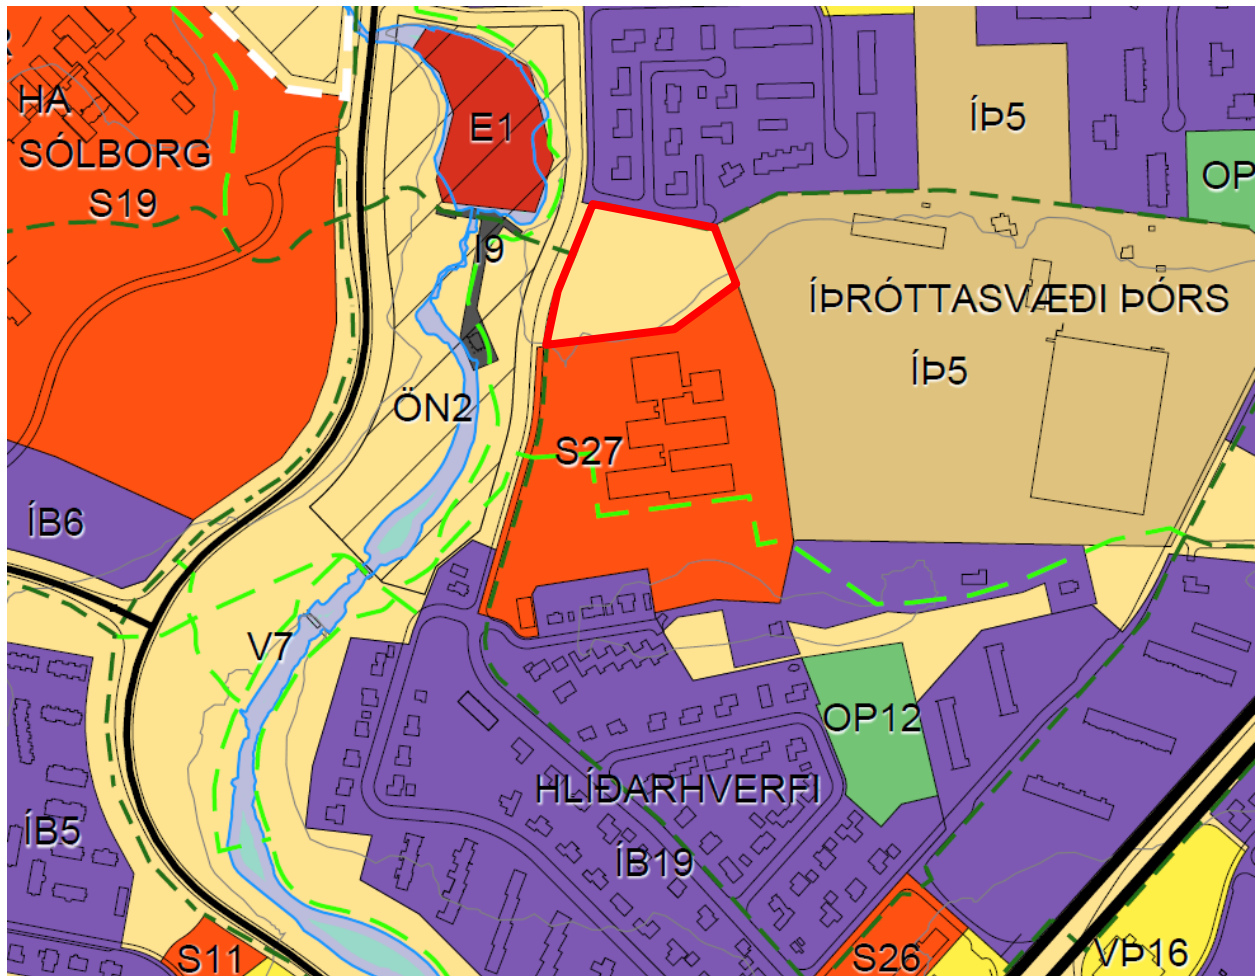 HA
SÓLBORG
S19
E1
I9
ÍÞ5
OP
ÍÞRÓTTASVÆÐI ÞÓRS
ÍÞ5
ÖN2
S27
ÍB6
V7
OP12
HLÍÐARHVERFI
ÍB5
ÍB19
S11
S26
VÞ16